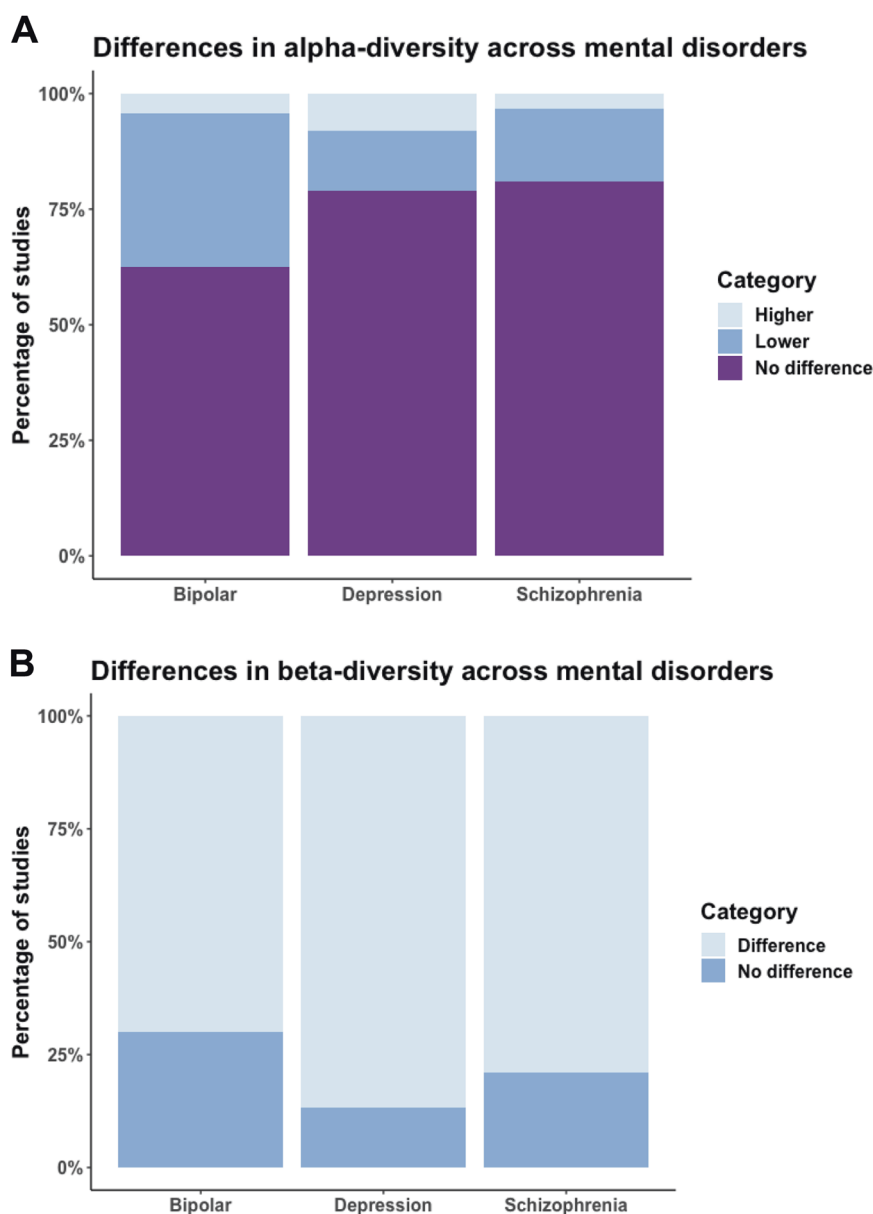 A
Differences in alpha-diversity across mental disorders
Percentage of studies
100%
75%
50%
25%
0%
Bipolar Depression Schizophrenia
Category
Higher
Lower
No difference
B
Differences in beta-diversity across mental disorders
Percentage of studies
100%
75%
50%
25%
0%
Bipolar Depression Schizophrenia
Category
Difference
No difference